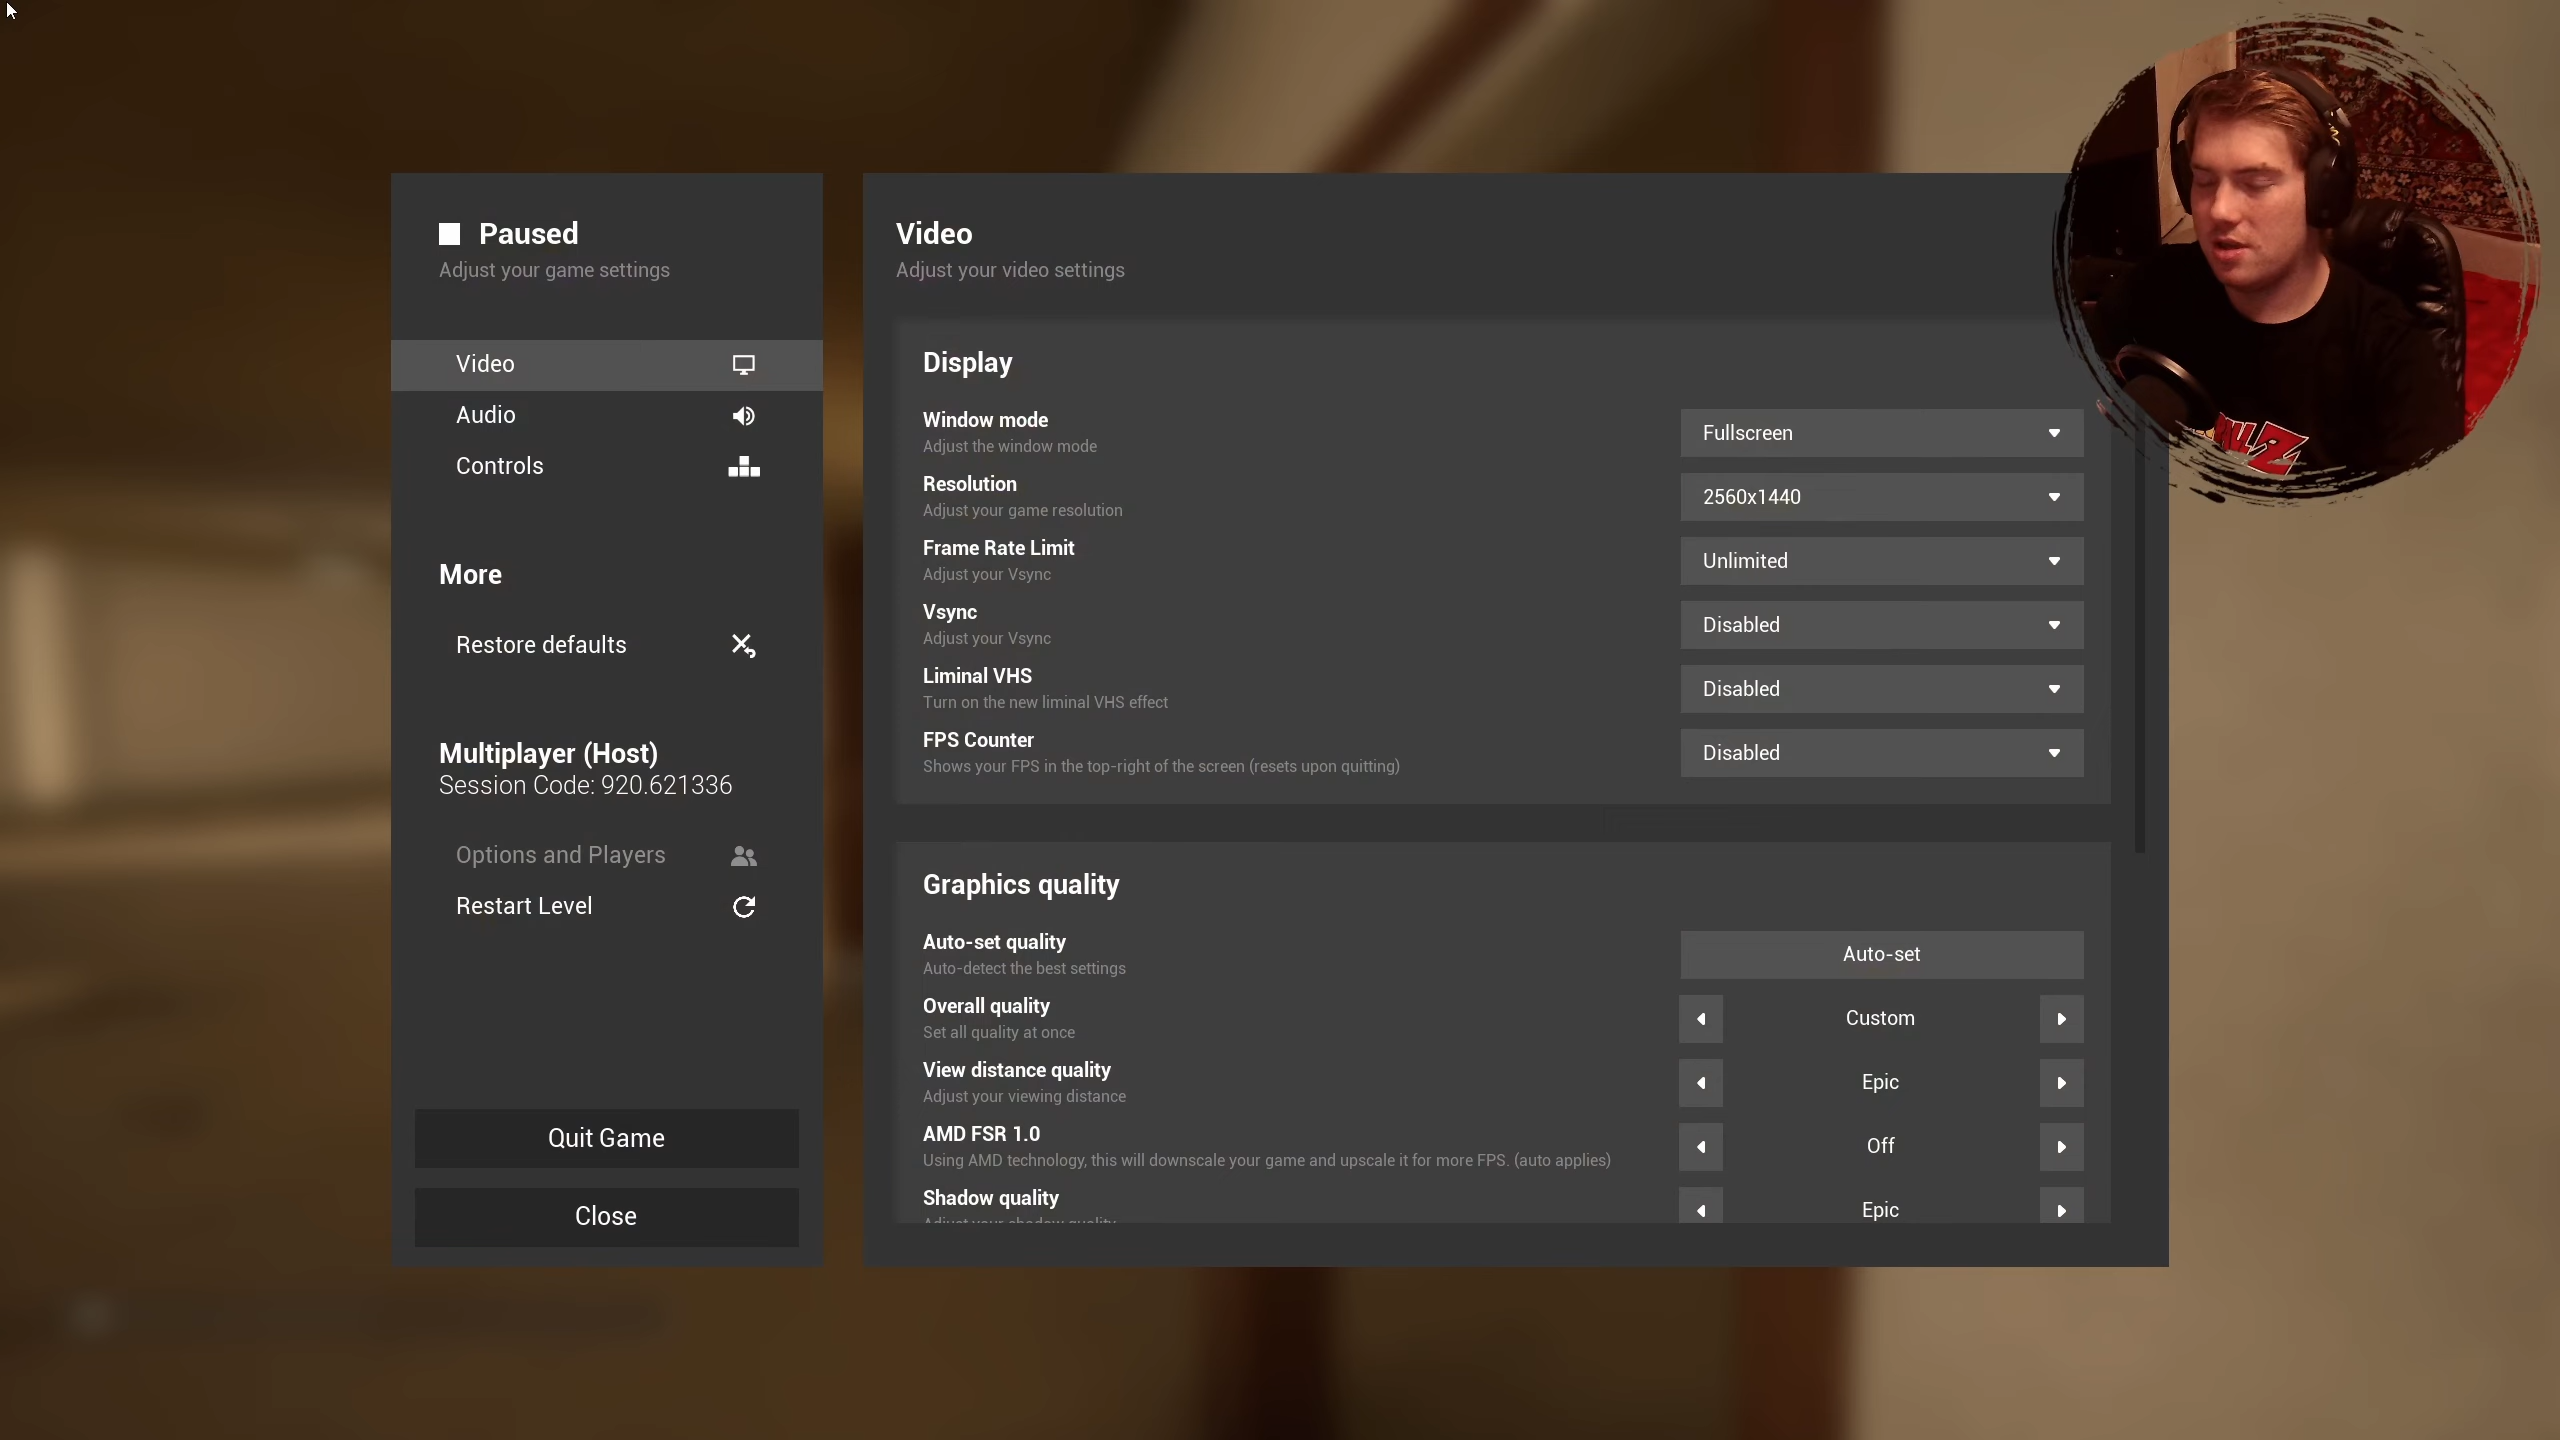 Paused
Adjust your game settings
Video
Audio
Controls
More
Restore defaults
Multiplayer (Host)
Session Code: 920.621336
Options and Players
Restart Level
Quit Game
Close
Video
Adjust your video settings
Display
Window mode
Adjust the window mode
Fullscreen
Resolution
Adjust your game resolution
2560x1440
Frame Rate Limit
Adjust your Vsync
Unlimited
Vsync
Adjust your Vsync
Disabled
Liminal VHS
Turn on the new liminal VHS effect
Disabled
FPS Counter
Shows your FPS in the top-right of the screen (resets upon quitting)
Disabled
Graphics quality
Auto-set quality
Auto-detect the best settings
Auto-set
Overall quality
Set all quality at once
Custom
View distance quality
Adjust your viewing distance
Epic
AMD FSR 1.0
Using AMD technology, this will downscale your game and upscale it for more FPS. (auto applies)
Off
Shadow quality
Adjust your shadow quality
Epic